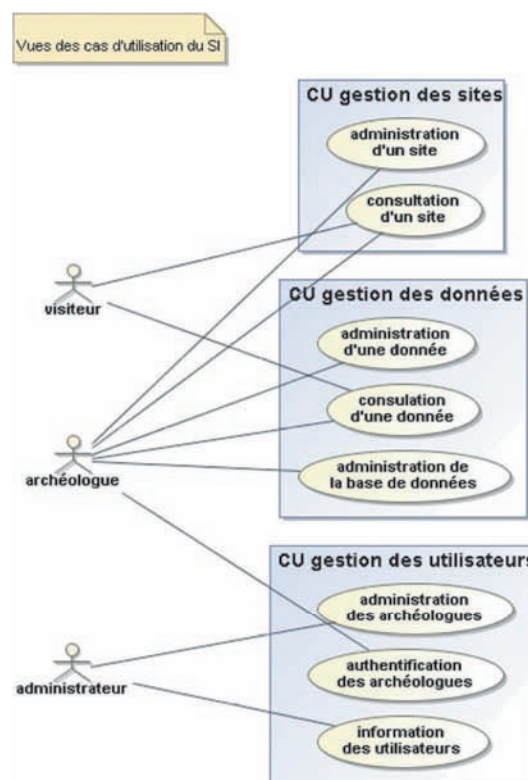 Vues des cas d'utilisation du SI
CU gestion des sites
administration
d'un site
consultation
d'un site
visiteur
CU gestion des données
administration
d'une donnée
consulation
d'une donnée
archéologue
administration de
la base de données
CU gestion des utilisateurs
administration
des archéologues
administrateur
authentification
des archéologues
information
des utilisateurs